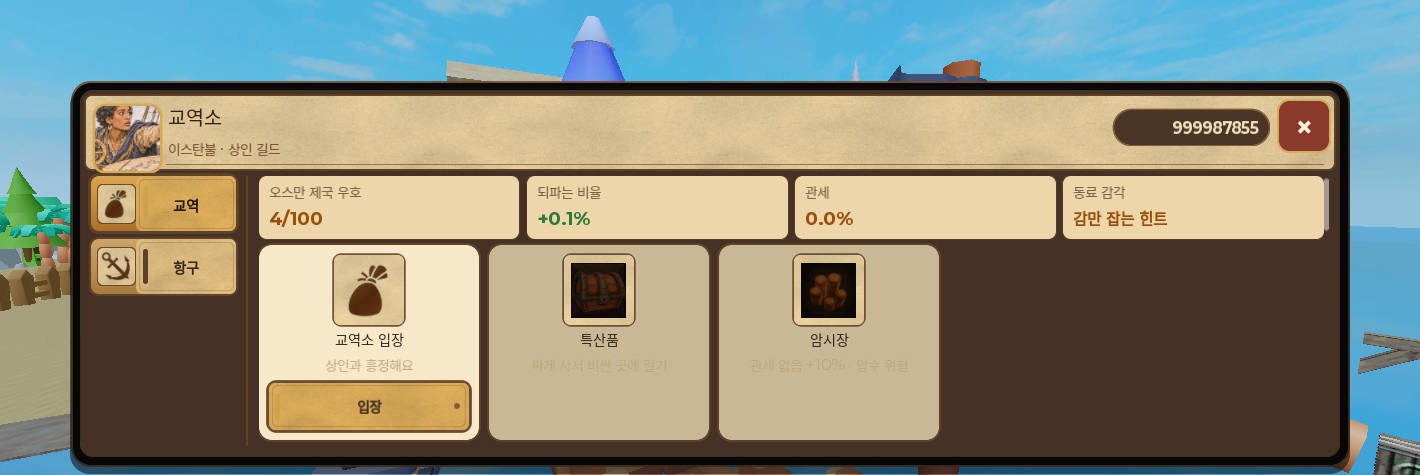 교역소
이스탄불 · 상인 길드
999987855
×
교역
항구
오스만 제국 우호
4/100
되파는 비율
+0.1%
관세
0.0%
동료 감각
감만 잡는 힌트
교역소 입장
상인과 흥정해요
입장
특산품
싸게 사서 비싼 곳에 팔기
암시장
관세 없음 +10% · 압수 위험